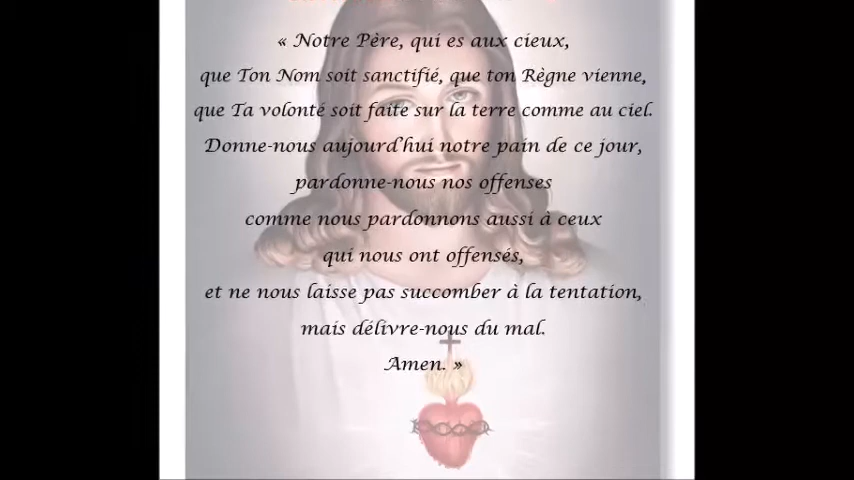 « Notre Père, qui es aux cieux,
que Ton Nom soit sanctifié, que ton Règne vienne,
que Ta volonté soit faite sur la terre comme au ciel.
Donne-nous aujourd'hui notre pain de ce jour,
pardonne-nous nos offenses
comme nous pardonnons aussi à ceux
qui nous ont offensés,
et ne nous laisse pas succomber à la tentation,
mais délivre-nous du mal.
Amen. »